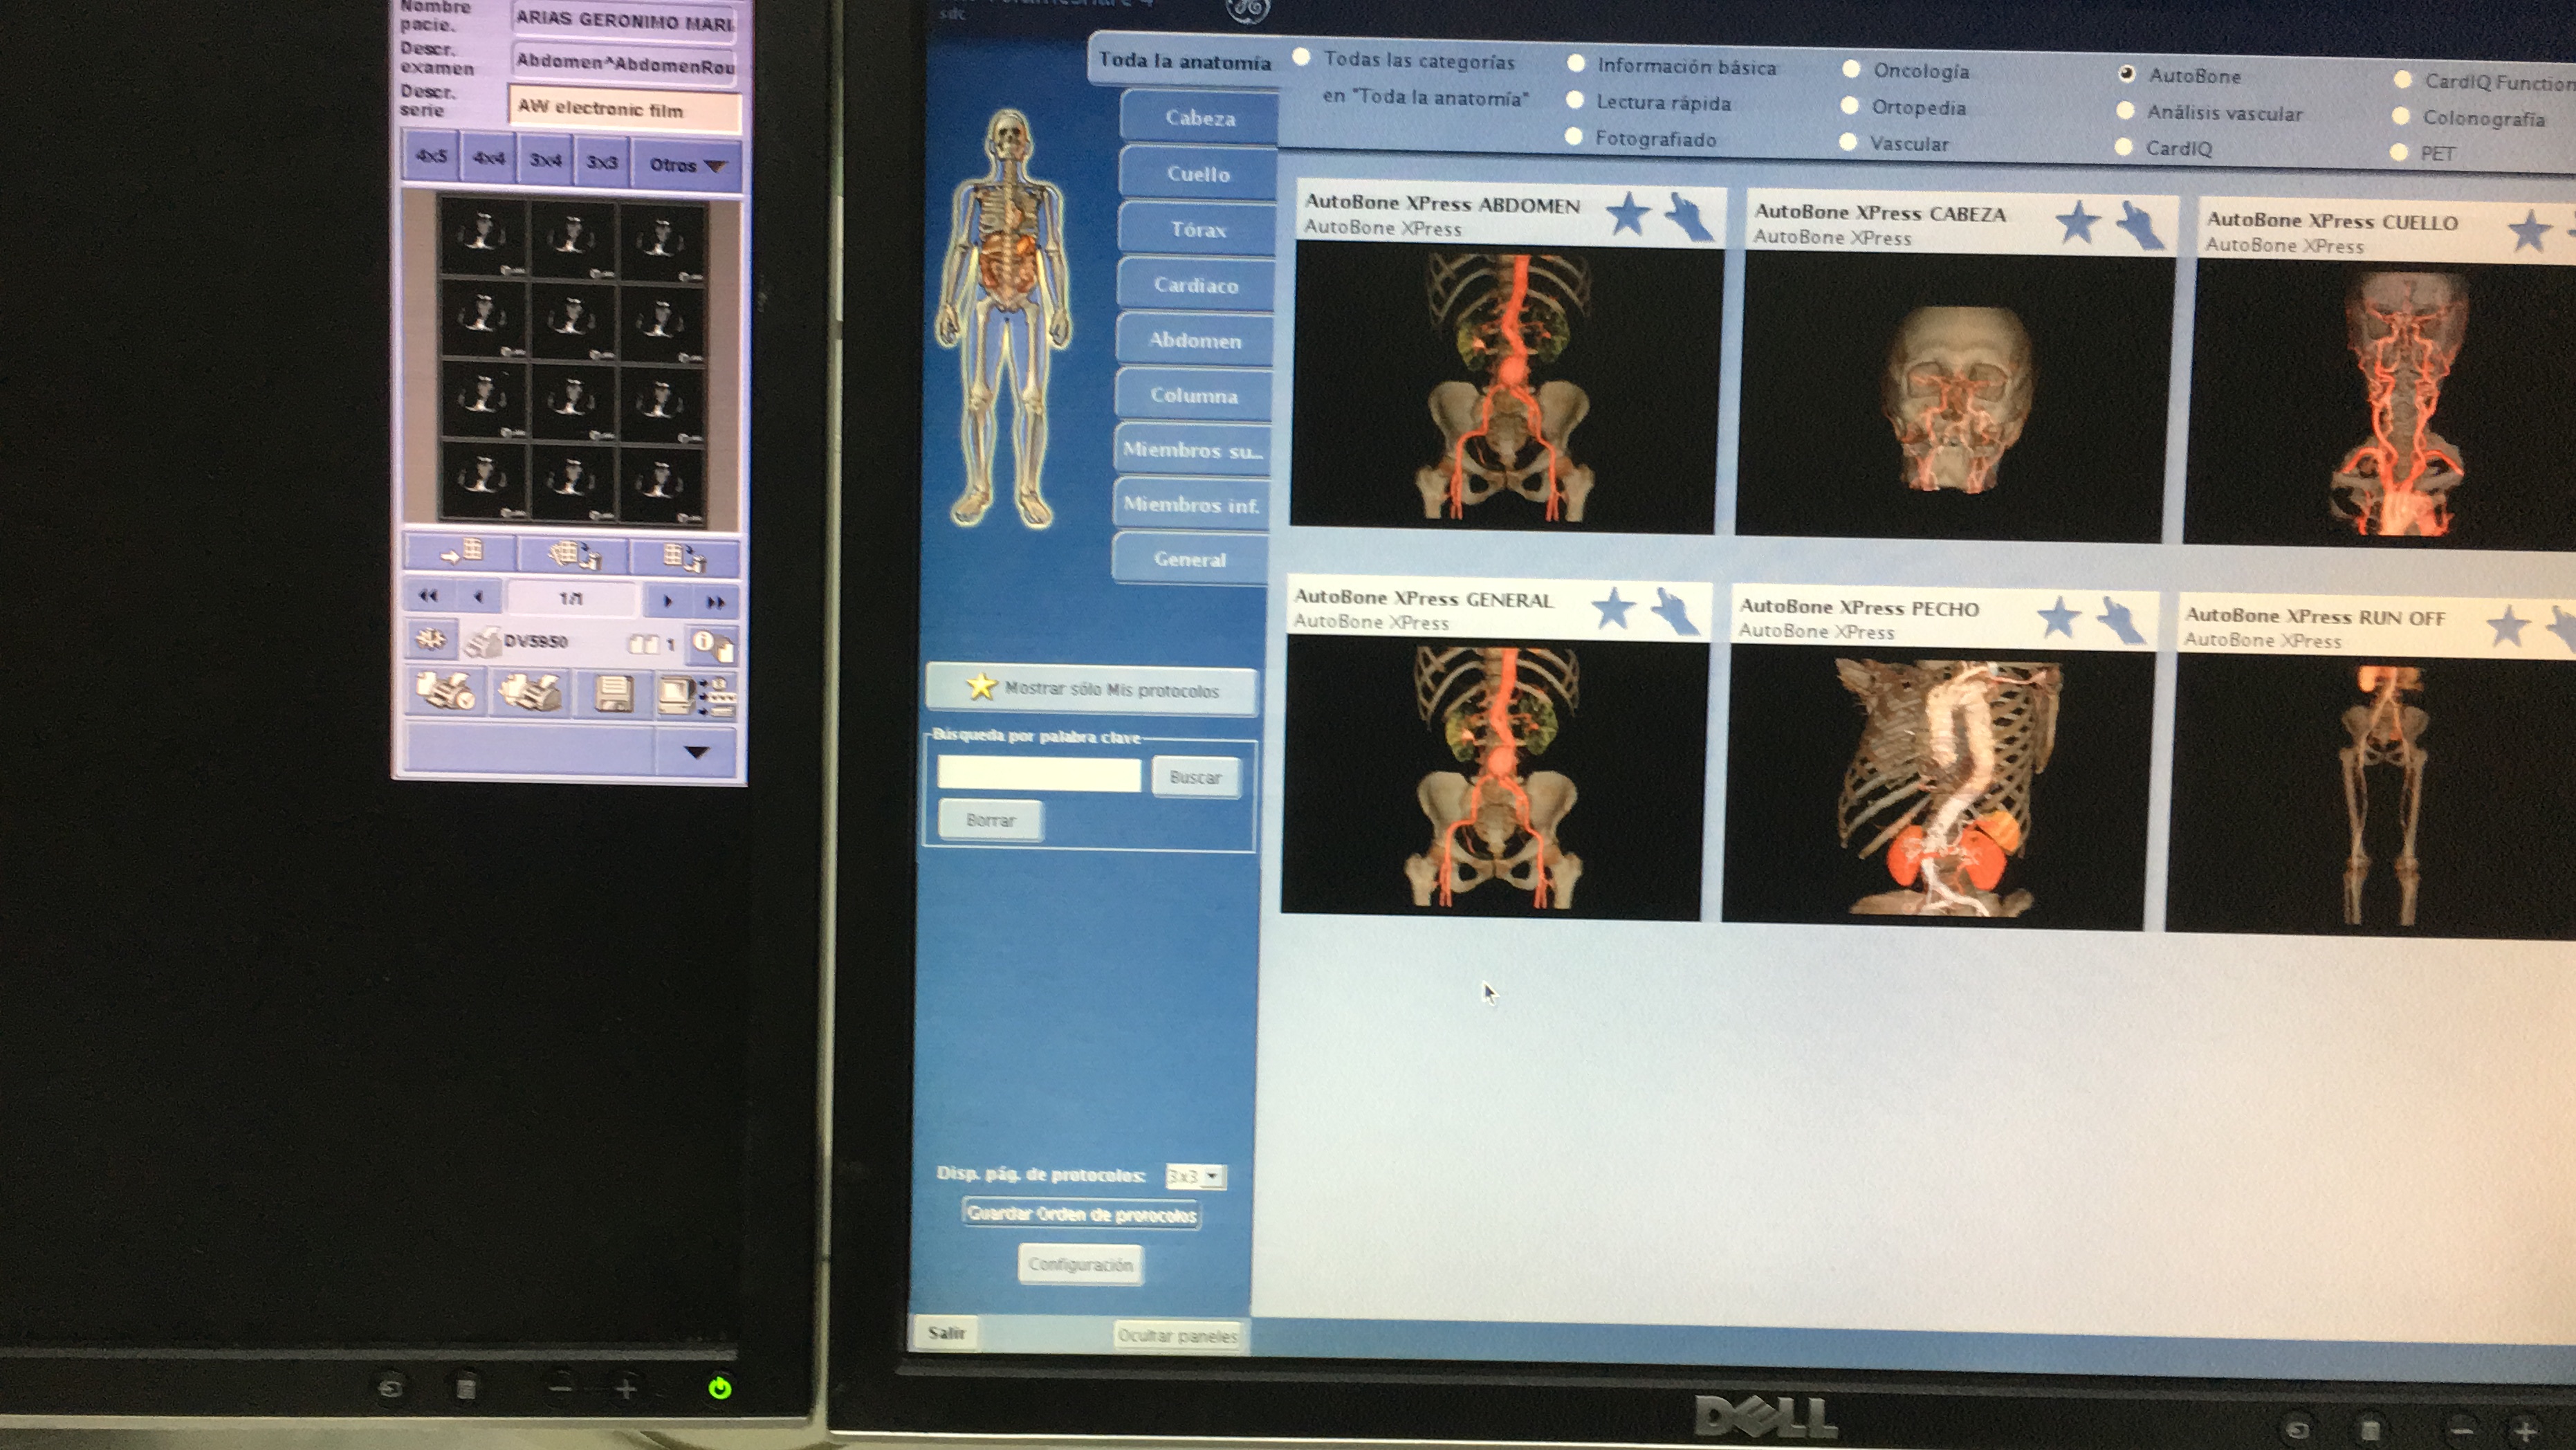 Nombre
pacie.
ARIAS GERONIMO MARI
Descr.
examen
Abdomen^AbdomenRou
Descr.
serie
AW electronic film
4x5
4x4
3x4
3x3
Otros
1/1
DV5950
1
sdc
Toda la anatomía
Cabeza
Cuello
Tórax
Cardiaco
Abdomen
Columna
Miembros su...
Miembros inf.
General
Todas las categorías
en "Toda la anatomía"
Información básica
Lectura rápida
Fotografiado
Oncología
Ortopedia
Vascular
AutoBone
Análisis vascular
CardIQ
CardIQ Function
Colonografía
PET
AutoBone XPress ABDOMEN
AutoBone XPress
AutoBone XPress CABEZA
AutoBone XPress
AutoBone XPress CUELLO
AutoBone XPress
AutoBone XPress GENERAL
AutoBone XPress
AutoBone XPress PECHO
AutoBone XPress
AutoBone XPress RUN OFF
AutoBone XPress
Mostrar sólo Mis protocolos
Búsqueda por palabra clave
Buscar
Borrar
Disp. pág. de protocolos:
3x3
Guardar Orden de protocolos
Configuración
Salir
Ocultar paneles
DELL